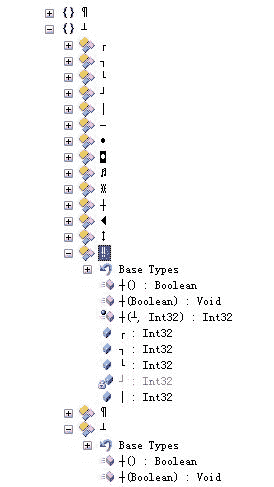 {} ¶
{} ┴
┌
┐
└
┘
│
─
•
◘
♬
┼
◄
↕
‼
Base Types
┼() : Boolean
┼(Boolean) : Void
┼(┴, Int32) : Int32
┌ : Int32
┐ : Int32
└ : Int32
┘ : Int32
│ : Int32
¶
┴
Base Types
┼() : Boolean
┼(Boolean) : Void